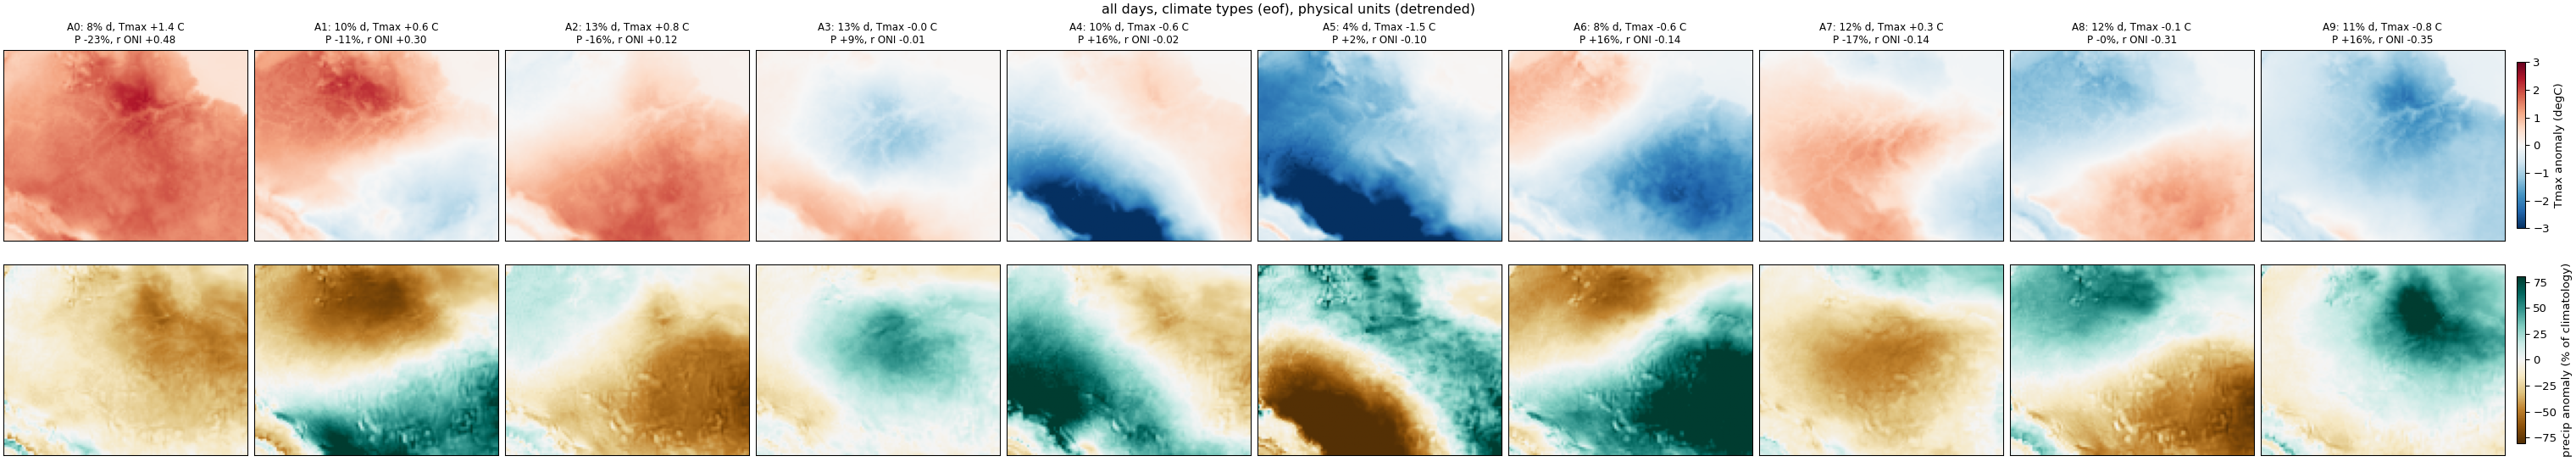 all days, climate types (eof), physical units (detrended)
A0: 8% d, Tmax +1.4 C
P -23%, r ONI +0.48
A1: 10% d, Tmax +0.6 C
P -11%, r ONI +0.30
A2: 13% d, Tmax +0.8 C
P -16%, r ONI +0.12
A3: 13% d, Tmax -0.0 C
P +9%, r ONI -0.01
A4: 10% d, Tmax -0.6 C
P +16%, r ONI -0.02
A5: 4% d, Tmax -1.5 C
P +2%, r ONI -0.10
A6: 8% d, Tmax -0.6 C
P +16%, r ONI -0.14
A7: 12% d, Tmax +0.3 C
P -17%, r ONI -0.14
A8: 12% d, Tmax -0.1 C
P -0%, r ONI -0.31
A9: 11% d, Tmax -0.8 C
P +16%, r ONI -0.35
3
2
1
0
−1
−2
−3
Tmax anomaly (degC)
75
50
25
0
−25
−50
−75
precip anomaly (% of climatology)